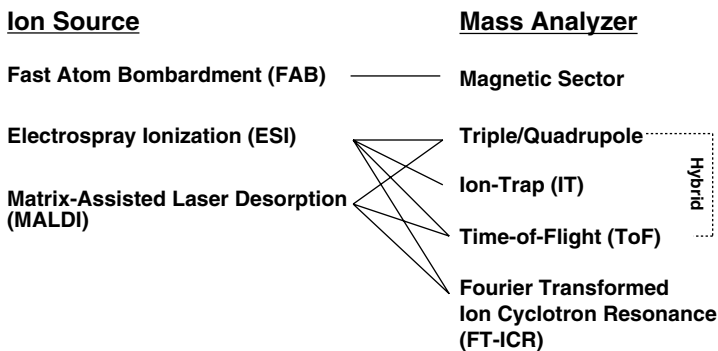 Ion Source
Mass Analyzer
Fast Atom Bombardment (FAB)
Magnetic Sector
Electrospray Ionization (ESI)
Triple/Quadrupole
Ion-Trap (IT)
Matrix-Assisted Laser Desorption
(MALDI)
Time-of-Flight (ToF)
Hybrid
Fourier Transformed
Ion Cyclotron Resonance
(FT-ICR)